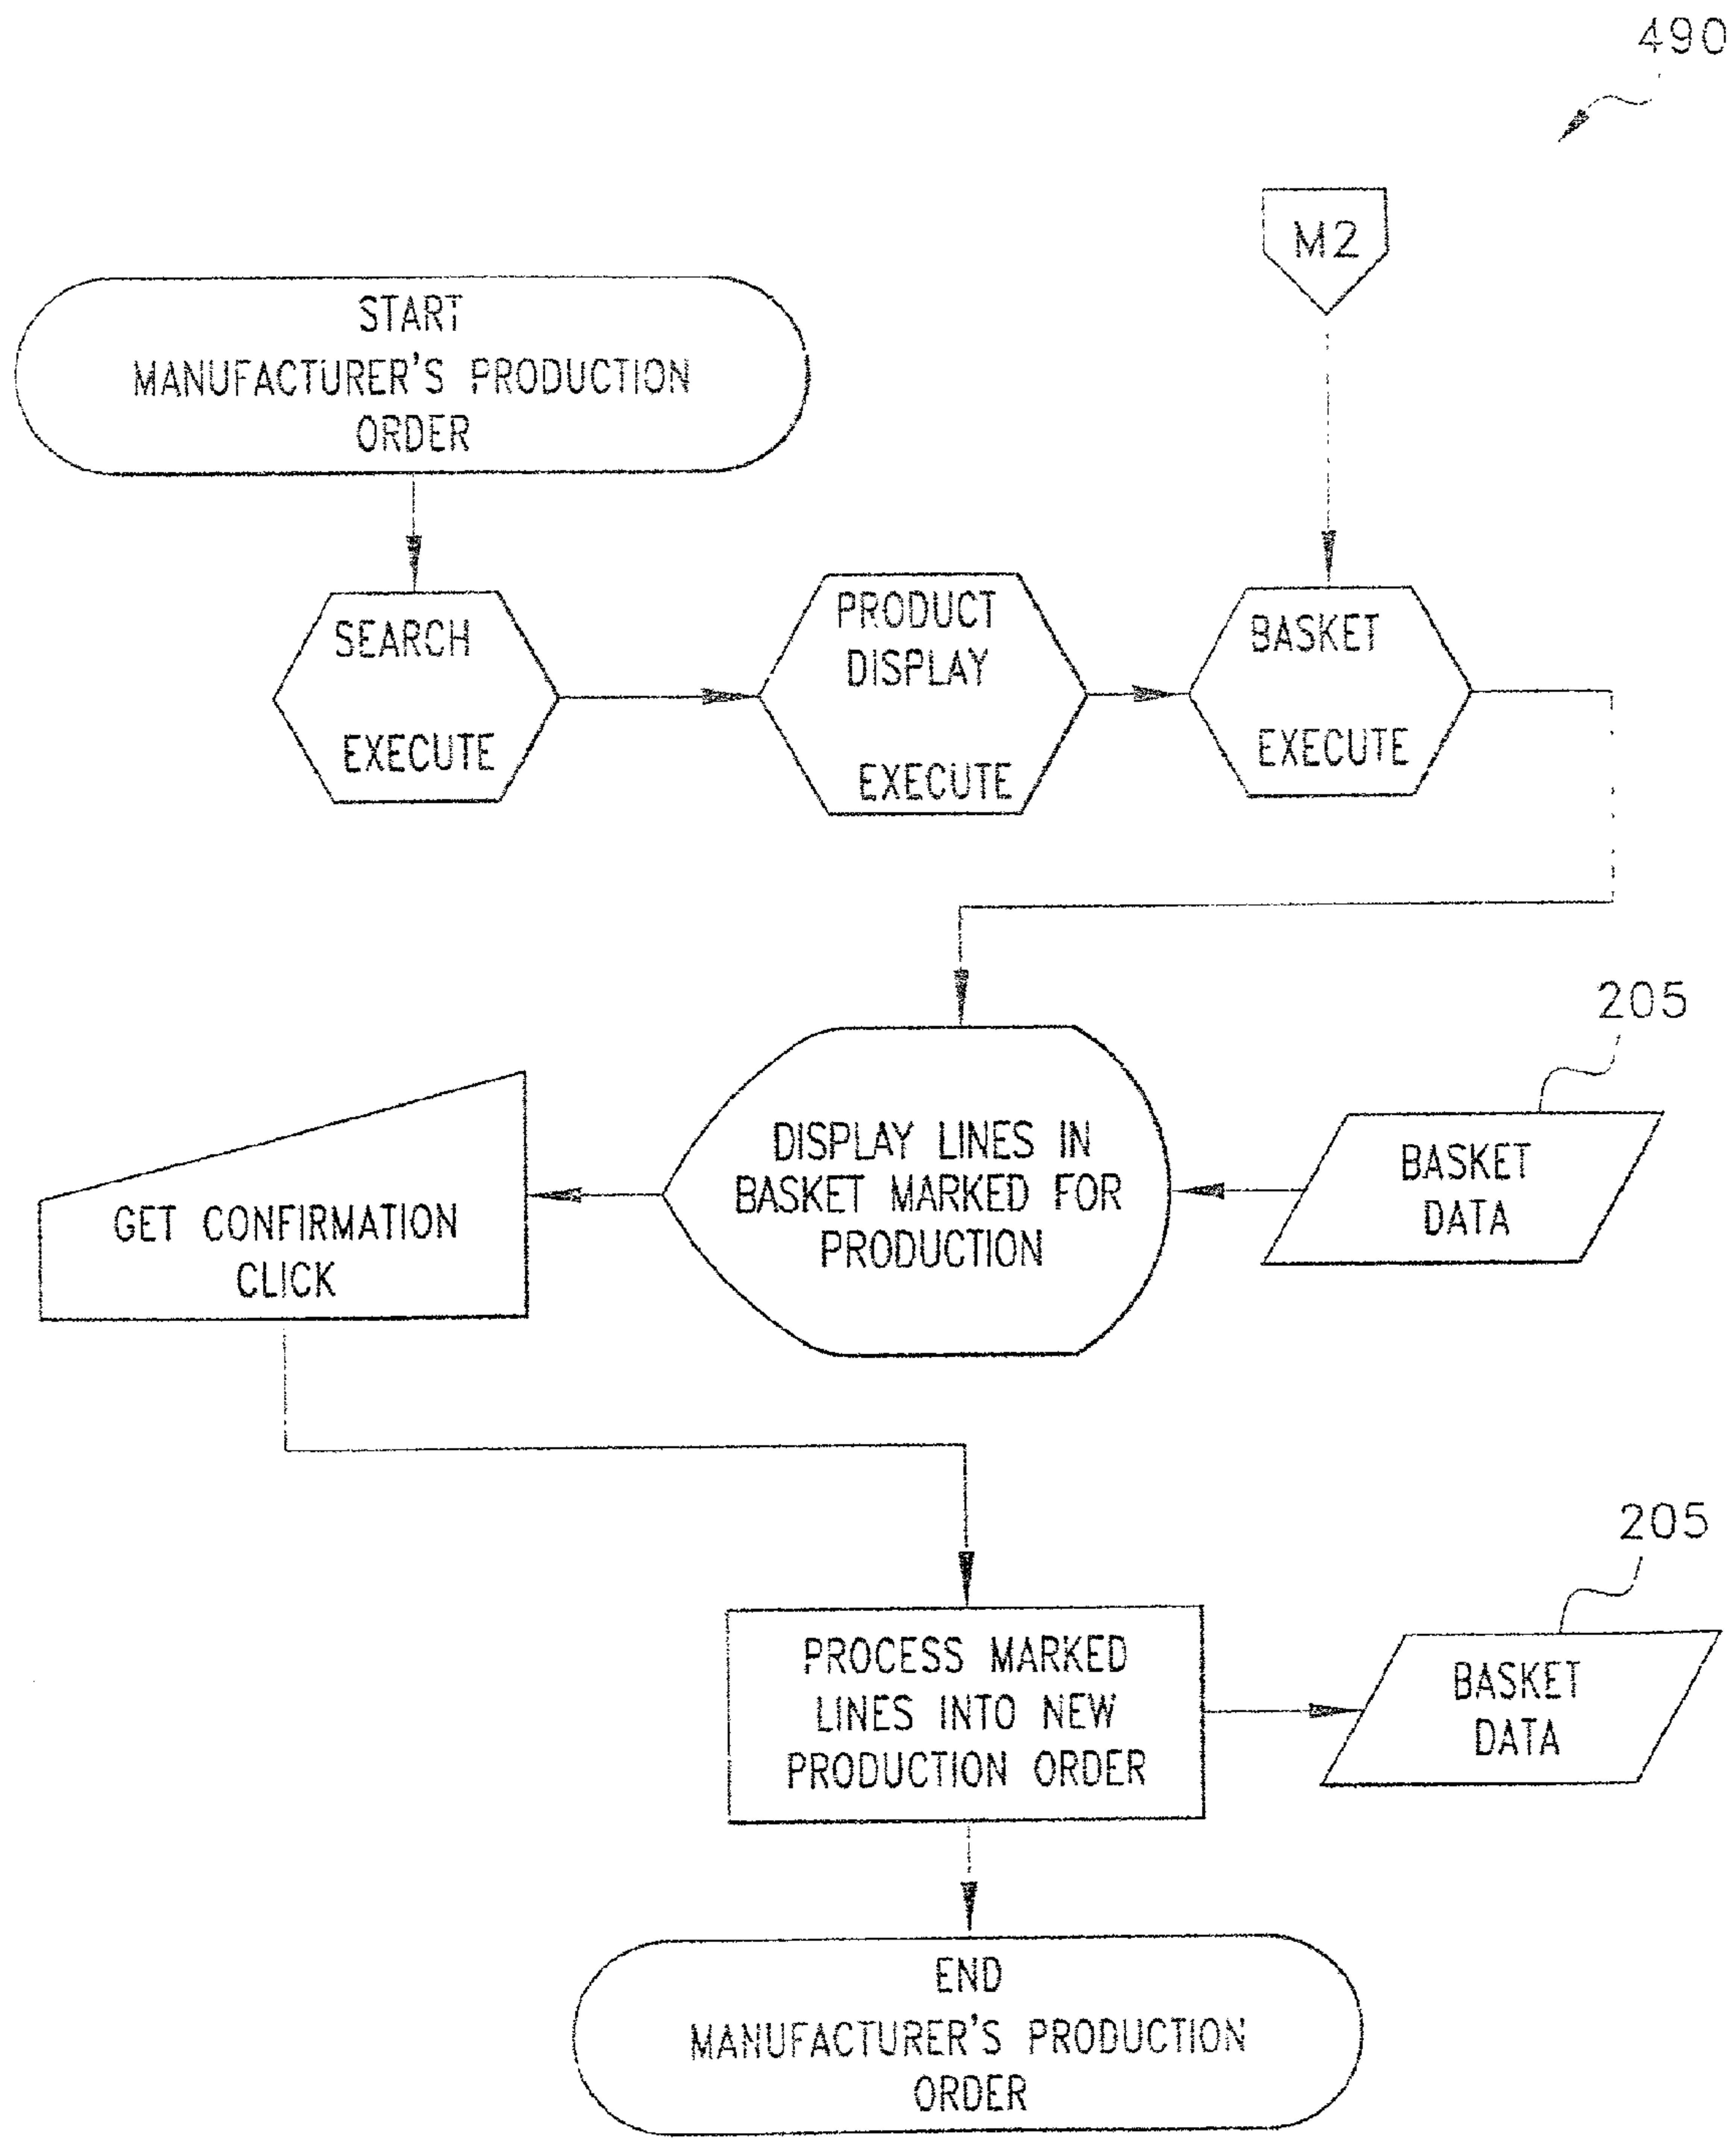 490
M2
START
MANUFACTURER'S PRODUCTION
ORDER
SEARCH
EXECUTE
PRODUCT
DISPLAY
EXECUTE
BASKET
EXECUTE
205
DISPLAY LINES IN
BASKET MARKED FOR
PRODUCTION
BASKET
DATA
GET CONFIRMATION
CLICK
205
PROCESS MARKED
LINES INTO NEW
PRODUCTION ORDER
BASKET
DATA
END
MANUFACTURER'S PRODUCTION
ORDER